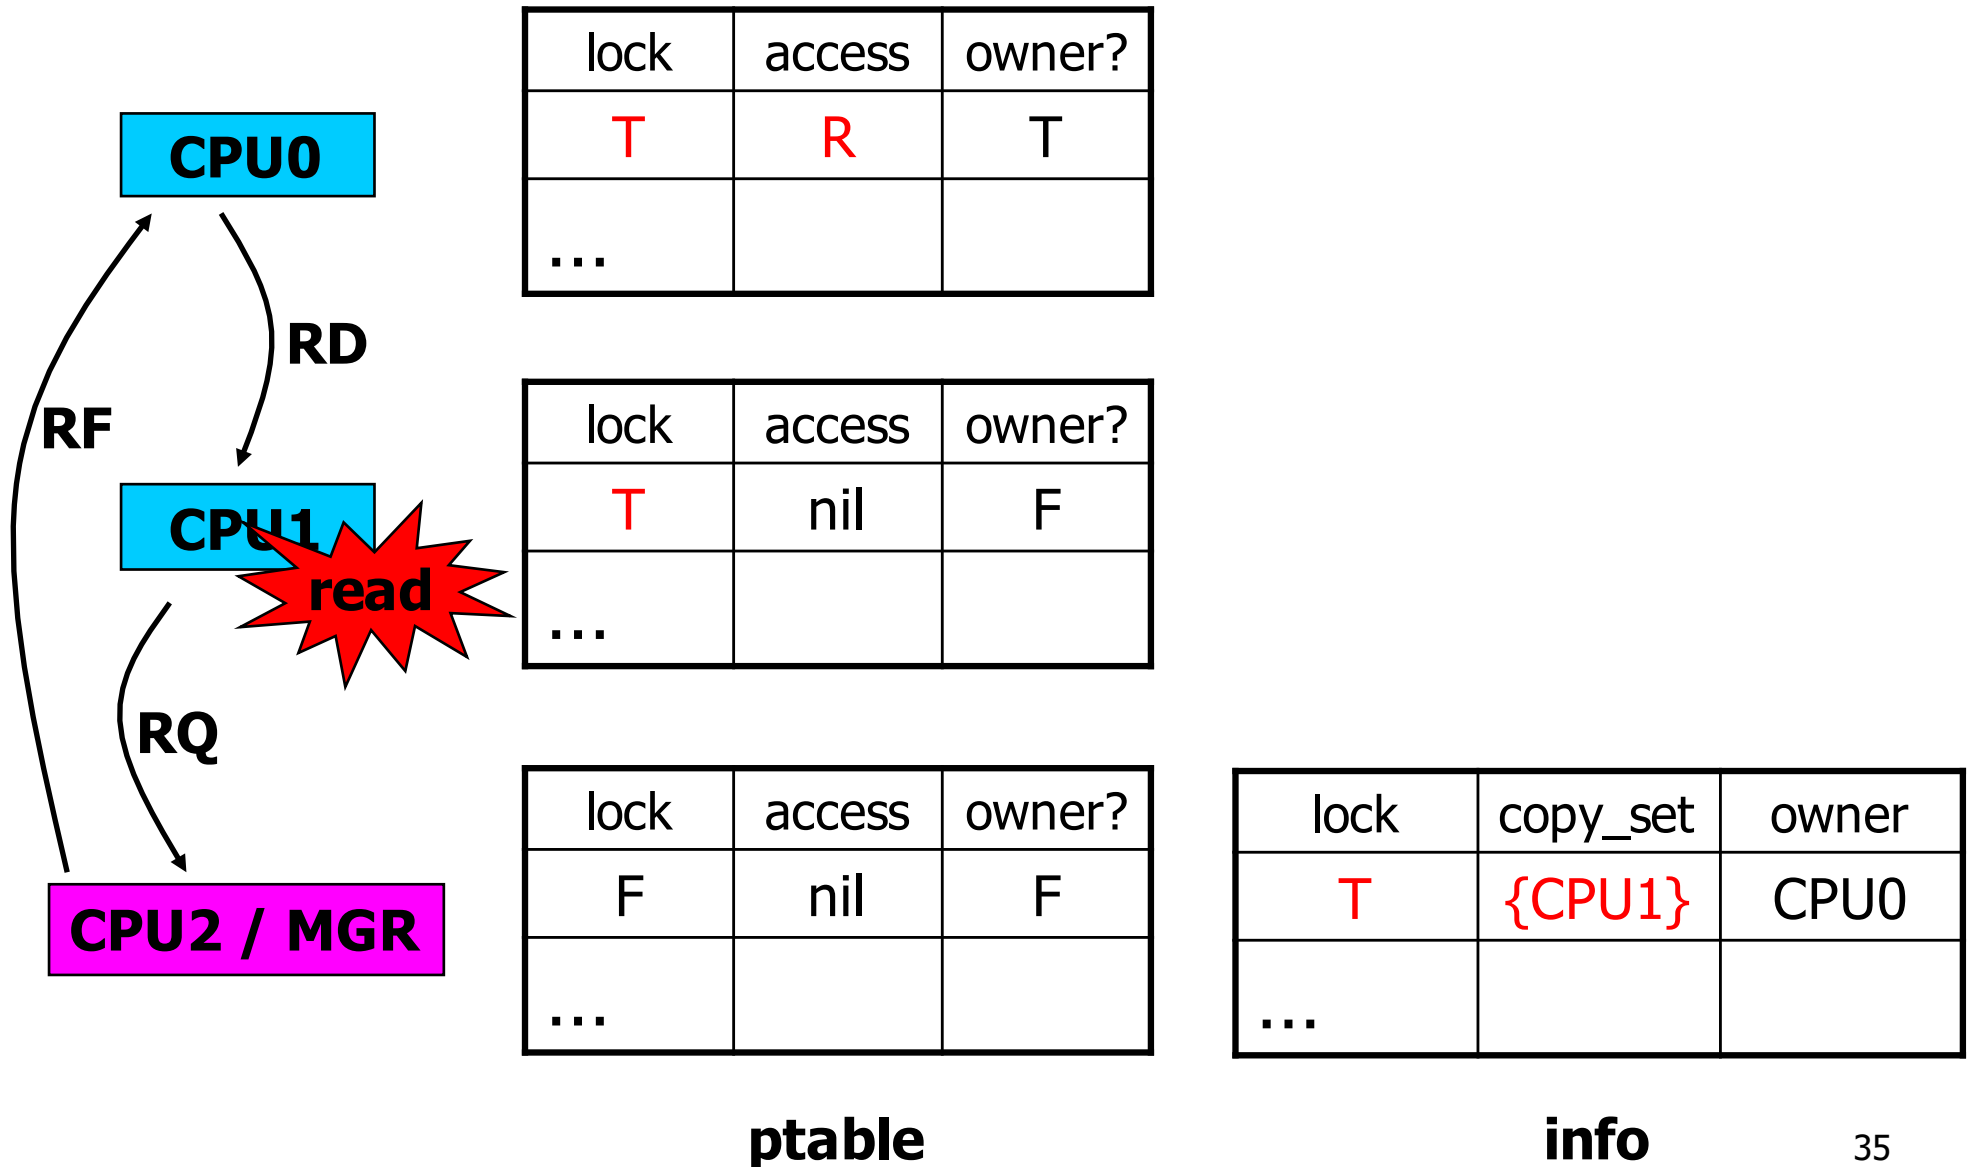 lock access owner?
CPU0
T R T
...
RD
lock access owner?
RF
CPU1
T nil F
read
...
RQ
lock access owner?
lock copy_set owner
F nil F
T {CPU1} CPU0
CPU2 / MGR
...
...
ptable
info
35